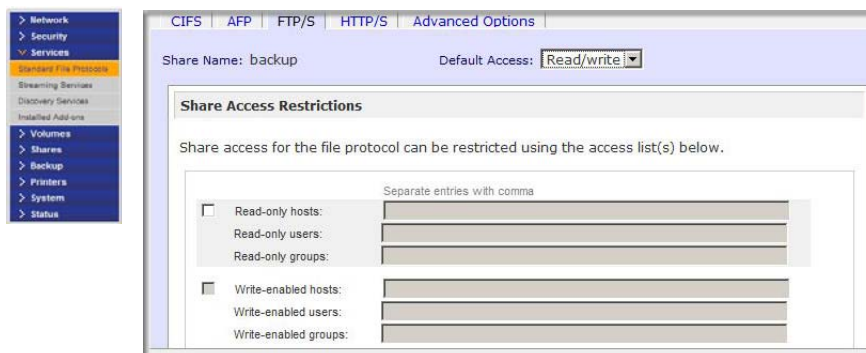 > Network
> Security
Services
Standard File Protocols
Streaming Services
Discovery Services
Installed Add-ons
> Volumes
> Shares
> Backup
> Printers
> System
> Status
CIFS | AFP | FTP/S | HTTP/S | Advanced Options |
Share Name: backup Default Access: Read/write
Share Access Restrictions
Share access for the file protocol can be restricted using the access list(s) below.
Separate entries with comma
Read-only hosts:
Read-only users:
Read-only groups:
Write-enabled hosts:
Write-enabled users:
Write-enabled groups: